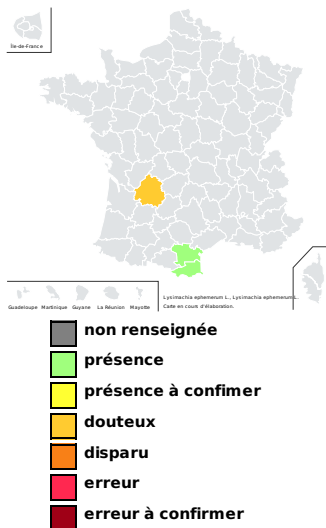 Île-de-France
Lysimachia ephemerum L., Lysimachia ephemerum L.
Guadeloupe Martinique Guyane La Réunion Mayotte
Carte en cours d'élaboration.
non renseignée
présence
présence à confimer
douteux
disparu
erreur
erreur à confirmer